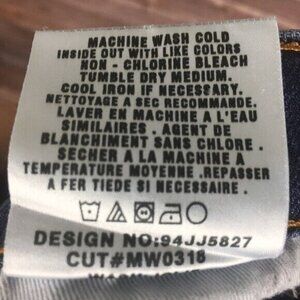 MACHINE WASH COLD
INSIDE OUT WITH LIKE COLORS
NON - CHLORINE BLEACH
TUMBLE DRY MEDIUM.
COOL IRON IF NECESSARY.
NETTOYAGE A SEC RECOMMANDE.
LAVER EN MACHINE A L'EAU
SIMILAIRES . AGENT DE
BLANCHIMENT SANS CHLORE .
SECHER A LA MACHINE A
TEMPERATURE MOYENNE .REPASSER
A FER TIEDE SI NECESSAIRE
DESIGN NO:94JJ5827
CUT#MW0318